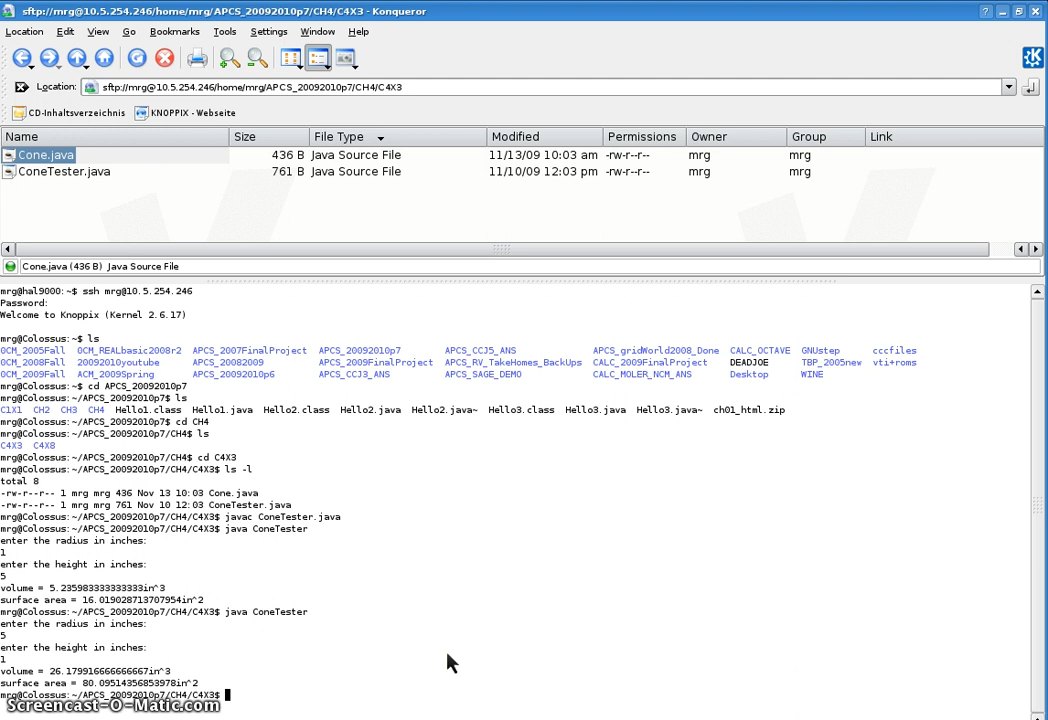 sftp://mrg@10.5.254.246/home/mrg/APCS_20092010p7/CH4/C4X3 - Konqueror
Location Edit View Go Bookmarks Tools Settings Window Help
Location: sftp://mrg@10.5.254.246/home/mrg/APCS_20092010p7/CH4/C4X3
CD-Inhaltsverzeichnis KNOPPIX - Webseite
Name Size File Type Modified Permissions Owner Group Link
Cone.java 436 B Java Source File 11/13/09 10:03 am -rw-r--r-- mrg mrg
ConeTester.java 761 B Java Source File 11/10/09 12:03 pm -rw-r--r-- mrg mrg
Cone.java (436 B) Java Source File
mrg@hal9000:~$ ssh mrg@10.5.254.246
Password:
Welcome to Knoppix (Kernel 2.6.17)
mrg@Colossus:~$ ls
OCM_2005Fall OCM_REALbasic2008r2 APCS_2007FinalProject APCS_20092010p7 APCS_CCJ5_ANS APCS_gridWorld2008_Done CALC_OCTAVE GNUstep cccfiles
OCM_2008Fall 20092010youtube APCS_20082009 APCS_2009FinalProject APCS_RV_TakeHomes_BackUps CALC_2009FinalProject DEADJOE TBP_2005new vti+roms
OCM_2009Fall ACM_2009Spring APCS_20092010p6 APCS_CCJ3_ANS APCS_SAGE_DEMO CALC_MOLER_NCM_ANS Desktop WINE
mrg@Colossus:~$ cd APCS_20092010p7
mrg@Colossus:~/APCS_20092010p7$ ls
C1X1 CH2 CH3 CH4 Hello1.class Hello1.java Hello2.class Hello2.java Hello2.java~ Hello3.class Hello3.java Hello3.java~ ch01_html.zip
mrg@Colossus:~/APCS_20092010p7$ cd CH4
mrg@Colossus:~/APCS_20092010p7/CH4$ ls
C4X3 C4X8
mrg@Colossus:~/APCS_20092010p7/CH4$ cd C4X3
mrg@Colossus:~/APCS_20092010p7/CH4/C4X3$ ls -l
total 8
-rw-r--r-- 1 mrg mrg 436 Nov 13 10:03 Cone.java
-rw-r--r-- 1 mrg mrg 761 Nov 10 12:03 ConeTester.java
mrg@Colossus:~/APCS_20092010p7/CH4/C4X3$ javac ConeTester.java
mrg@Colossus:~/APCS_20092010p7/CH4/C4X3$ java ConeTester
enter the radius in inches:
1
enter the height in inches:
5
volume = 5.235983333333333in^3
surface area = 16.019028713707954in^2
mrg@Colossus:~/APCS_20092010p7/CH4/C4X3$ java ConeTester
enter the radius in inches:
5
enter the height in inches:
1
volume = 26.179916666666667in^3
surface area = 80.09514356853978in^2
mrg@Colossus:~/APCS_20092010p7/CH4/C4X3$
Screencast-O-Matic.com